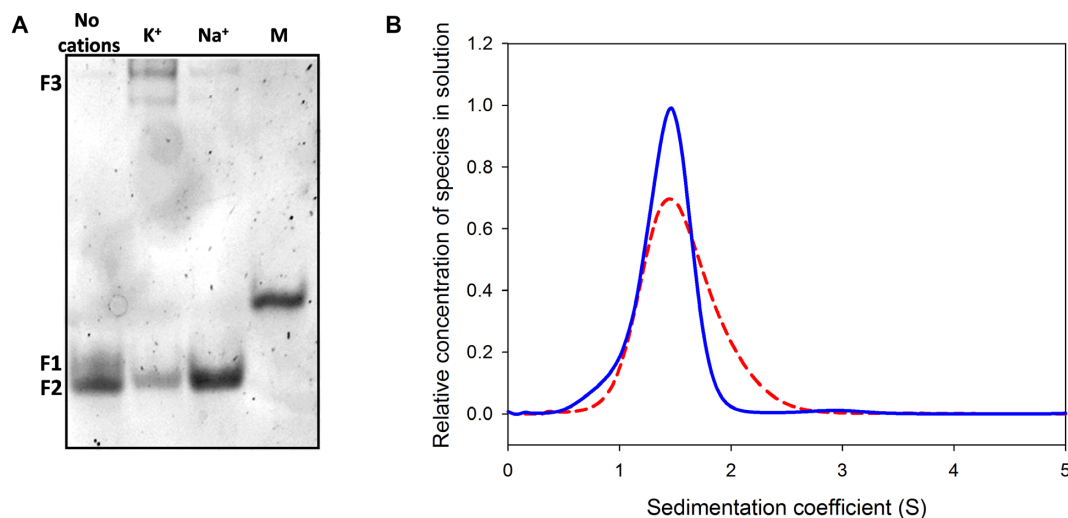 A
No
cations
K⁺
Na⁺
M
F3
F1
F2
B
Relative concentration of species in solution
1.2
1.0
0.8
0.6
0.4
0.2
0.0
0
1
2
3
4
5
Sedimentation coefficient (S)